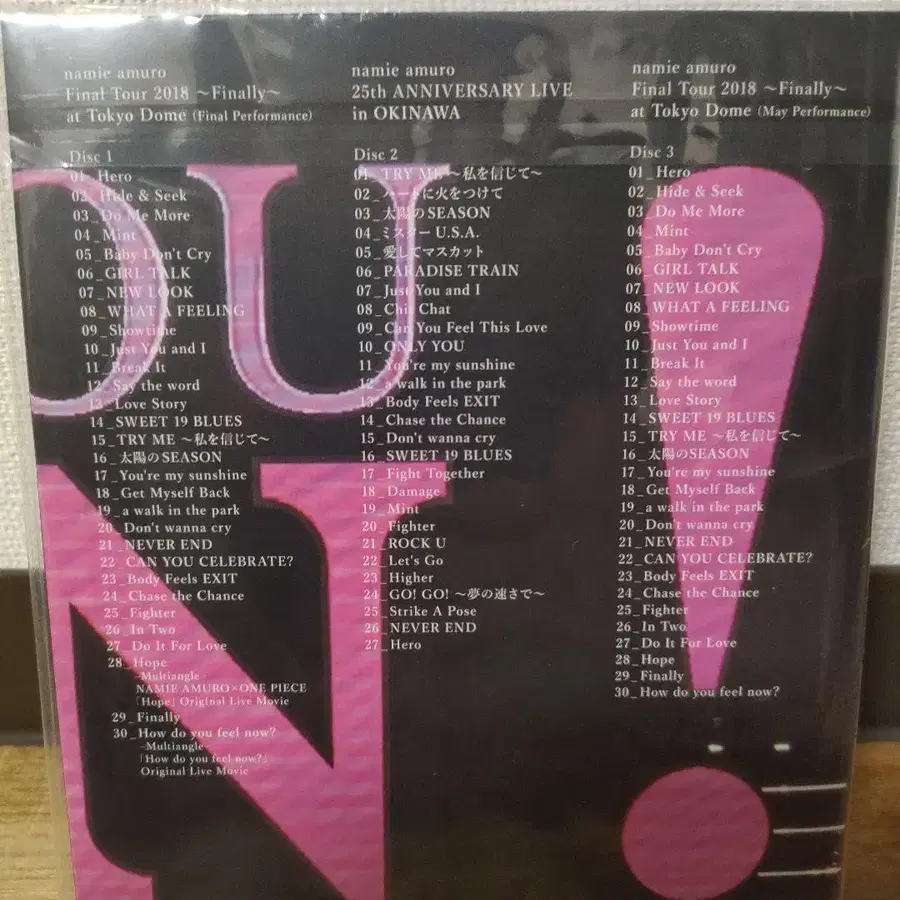 namie amuro
Final Tour 2018 ~Finally~
at Tokyo Dome (Final Performance)
Disc 1
01_Hero
02_Hide & Seek
03_Do Me More
04_Mint
05_Baby Don't Cry
06_GIRL TALK
07_NEW LOOK
08_WHAT A FEELING
09_Showtime
10_Just You and I
11_Break It
12_Say the word
13_Love Story
14_SWEET 19 BLUES
15_TRY ME ~私を信じて~
16_太陽のSEASON
17_You're my sunshine
18_Get Myself Back
19_a walk in the park
20_Don't wanna cry
21_NEVER END
22_CAN YOU CELEBRATE?
23_Body Feels EXIT
24_Chase the Chance
25_Fighter
26_In Two
27_Do It For Love
28_Hope
-Multiangle-
NAMIE AMURO×ONE PIECE
「Hope」Original Live Movie
29_Finally
30_How do you feel now?
-Multiangle-
「How do you feel now?」
Original Live Movie
namie amuro
25th ANNIVERSARY LIVE
in OKINAWA
Disc 2
01_TRY ME ~私を信じて~
02_ハートに火をつけて
03_太陽のSEASON
04_ミスターU.S.A.
05_愛してマスカット
06_PARADISE TRAIN
07_Just You and I
08_Chit Chat
09_Can You Feel This Love
10_ONLY YOU
11_You're my sunshine
12_a walk in the park
13_Body Feels EXIT
14_Chase the Chance
15_Don't wanna cry
16_SWEET 19 BLUES
17_Fight Together
18_Damage
19_Mint
20_Fighter
21_ROCK U
22_Let's Go
23_Higher
24_GO! GO! ~夢の速さで~
25_Strike A Pose
26_NEVER END
27_Hero
namie amuro
Final Tour 2018 ~Finally~
at Tokyo Dome (May Performance)
Disc 3
01_Hero
02_Hide & Seek
03_Do Me More
04_Mint
05_Baby Don't Cry
06_GIRL TALK
07_NEW LOOK
08_WHAT A FEELING
09_Showtime
10_Just You and I
11_Break It
12_Say the word
13_Love Story
14_SWEET 19 BLUES
15_TRY ME ~私を信じて~
16_太陽のSEASON
17_You're my sunshine
18_Get Myself Back
19_a walk in the park
20_Don't wanna cry
21_NEVER END
22_CAN YOU CELEBRATE?
23_Body Feels EXIT
24_Chase the Chance
25_Fighter
26_In Two
27_Do It For Love
28_Hope
29_Finally
30_How do you feel now?
OU
N!